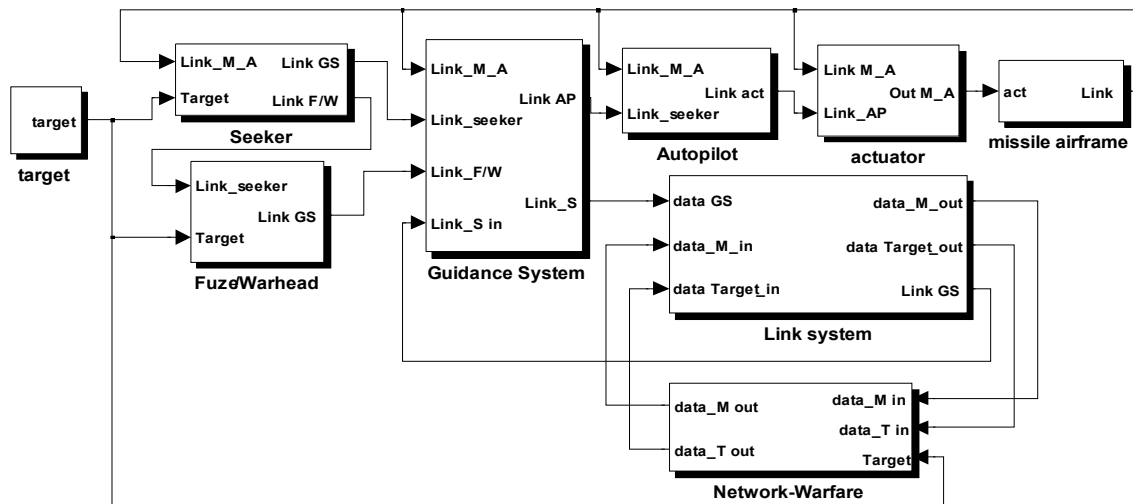 target
target
Link_M_A
Target
Link GS
Link F/W
Seeker
Link_seeker
Target
Link GS
Fuze/Warhead
Link_M_A
Link_seeker
Link_F/W
Link_S in
Link AP
Link_S
Guidance System
Link_M_A
Link_seeker
Link act
Autopilot
Link M_A
Link_AP
Out M_A
actuator
act
Link
missile airframe
data GS
data_M_in
data Target_in
data_M_out
data Target_out
Link GS
Link system
data_M out
data_T out
data_M in
data_T in
Target
Network-Warfare